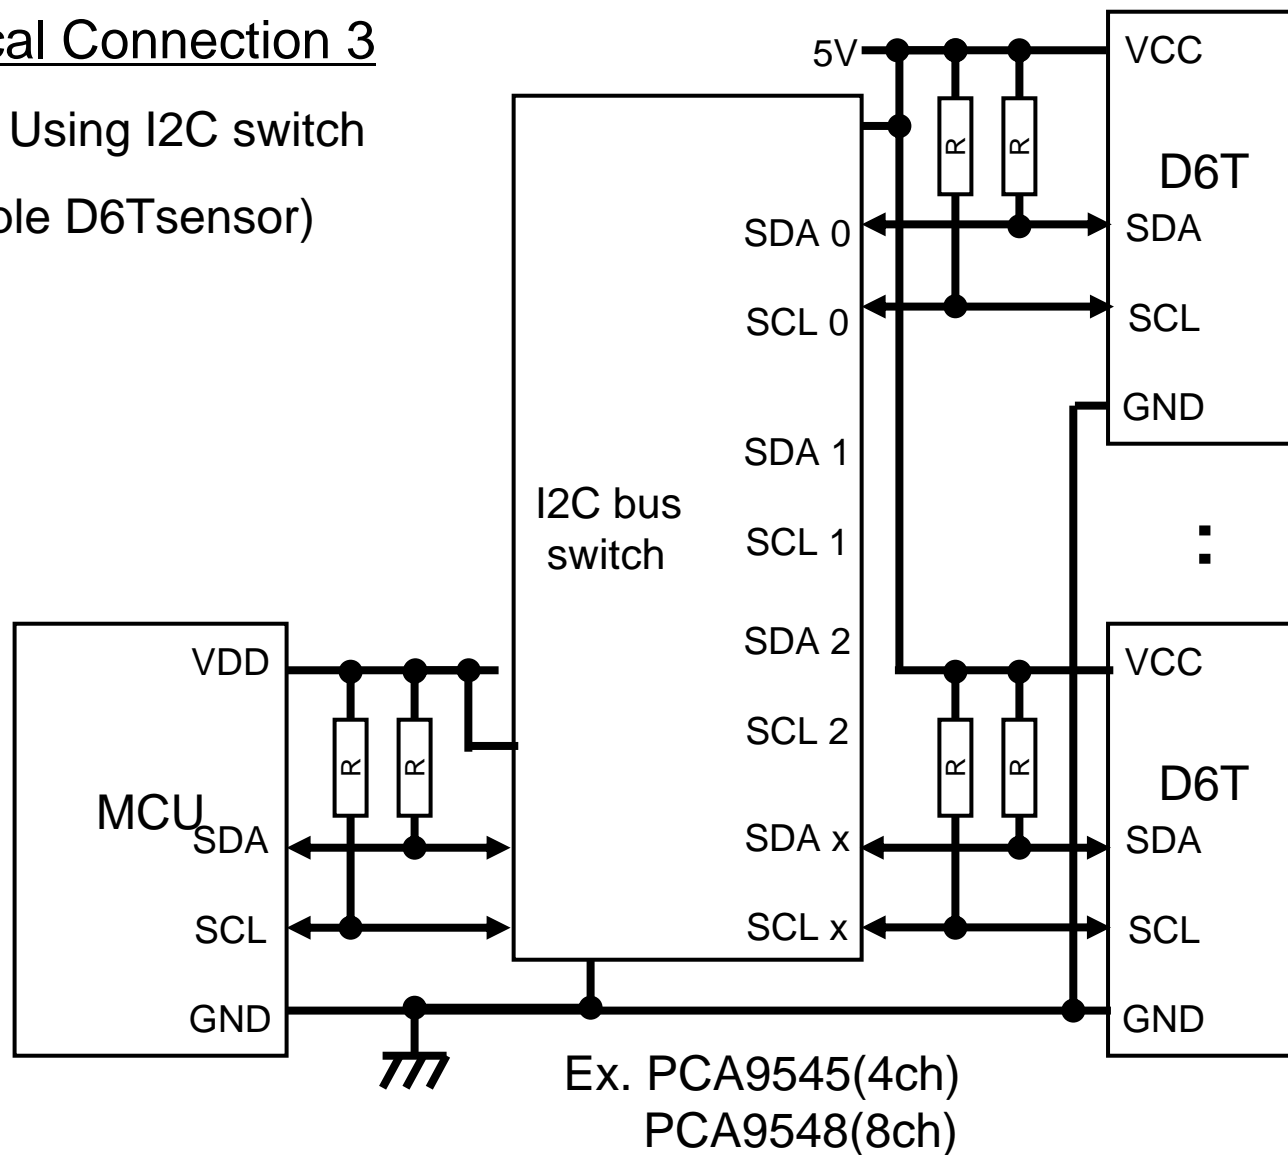 cal Connection 3
Using I2C switch
ole D6Tsensor)
5V
VCC
R
R
D6T
SDA 0
SDA
SCL 0
SCL
GND
SDA 1
I2C bus
switch
SCL 1
:
SDA 2
VDD
VCC
SCL 2
R
R
R
R
MCU
D6T
SDA
SDA x
SDA
SCL
SCL x
SCL
GND
GND
Ex. PCA9545(4ch)
PCA9548(8ch)